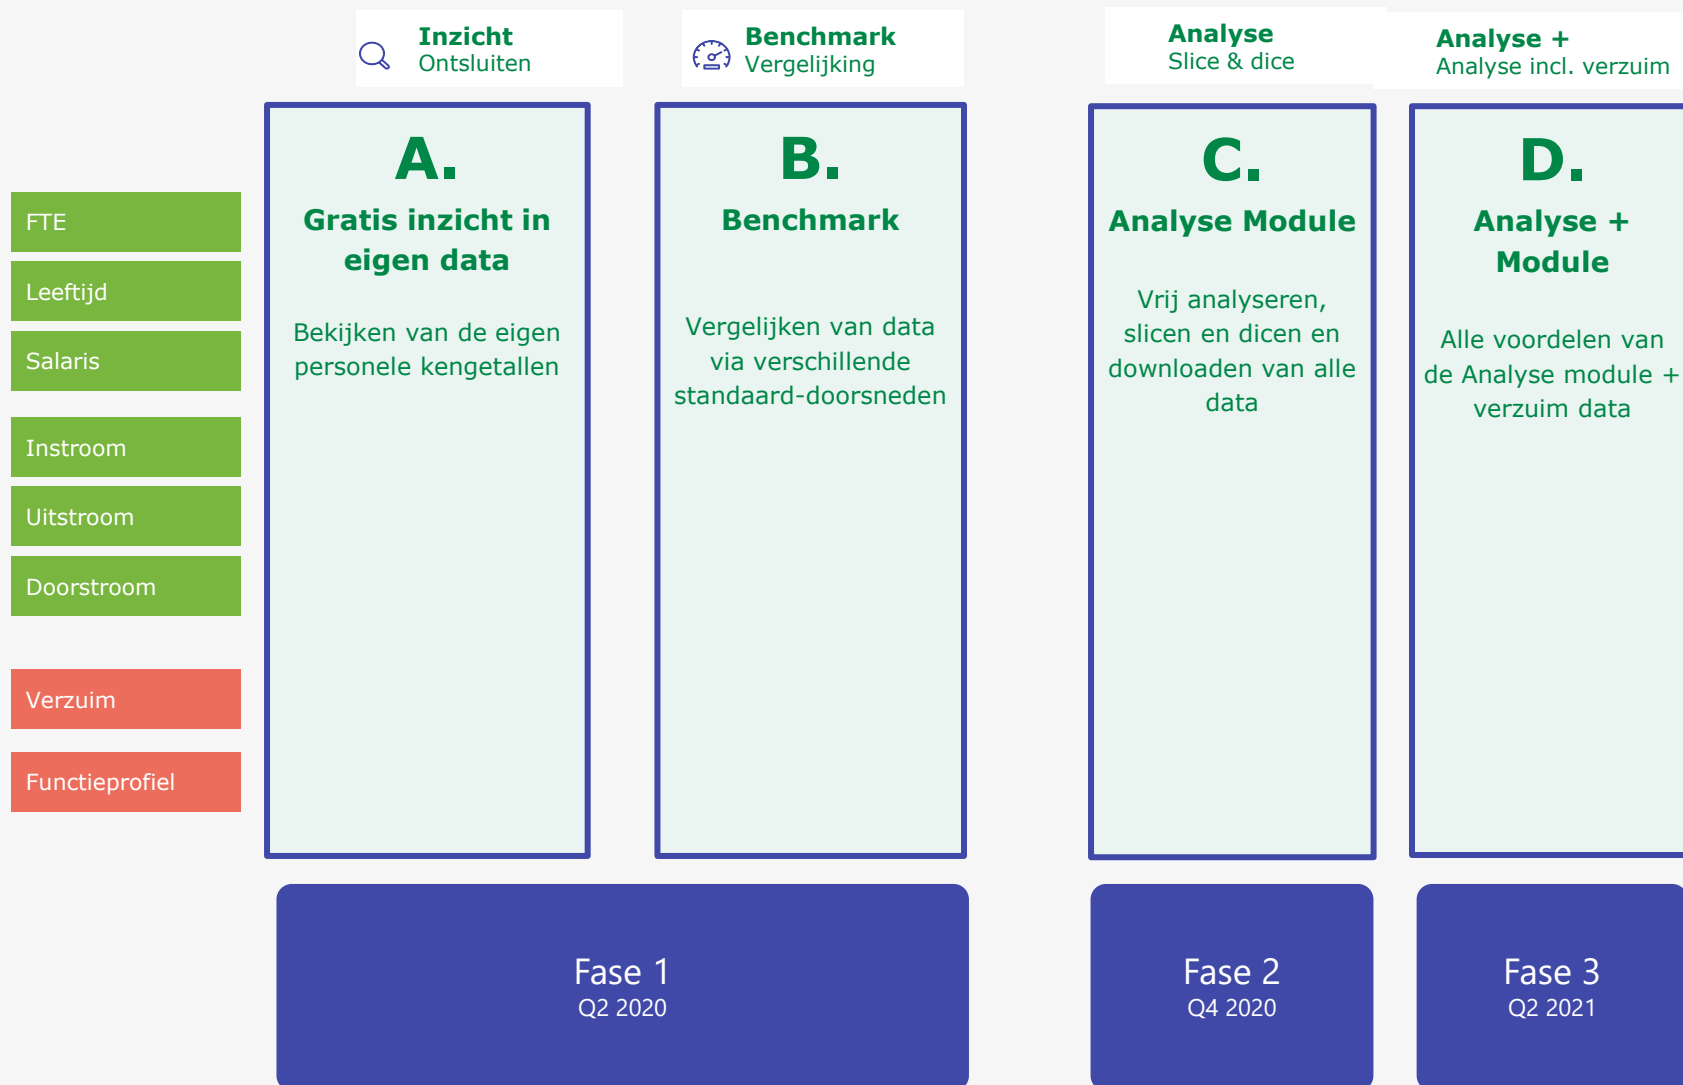 Inzicht
Ontsluiten
Benchmark
Vergelijking
Analyse
Slice & dice
Analyse +
Analyse incl. verzuim
FTE
Leeftijd
Salaris
Instroom
Uitstroom
Doorstroom
Verzuim
Functieprofiel
A.
Gratis inzicht in
eigen data
Bekijken van de eigen
personele kengetallen
B.
Benchmark
Vergelijken van data
via verschillende
standaard-doorsneden
C.
Analyse Module
Vrij analyseren,
slicen en dicen en
downloaden van alle
data
D.
Analyse +
Module
Alle voordelen van
de Analyse module +
verzuim data
Fase 1
Q2 2020
Fase 2
Q4 2020
Fase 3
Q2 2021